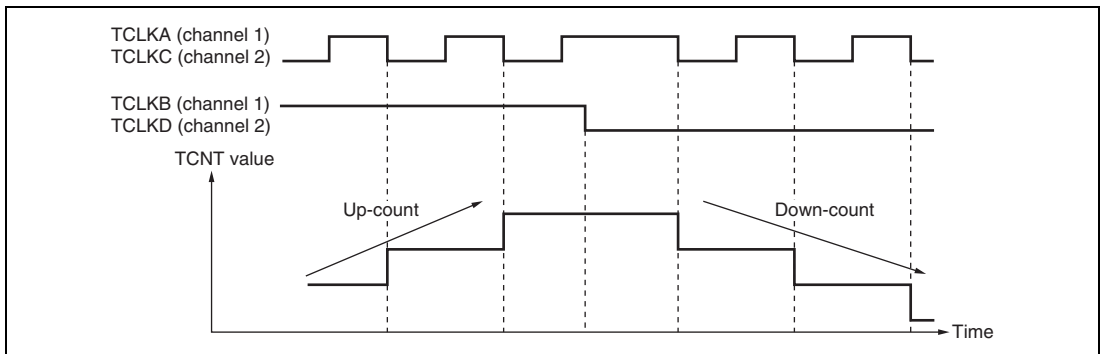 TCLKA (channel 1)
TCLKC (channel 2)
TCLKB (channel 1)
TCLKD (channel 2)
TCNT value
Up-count
Down-count
Time